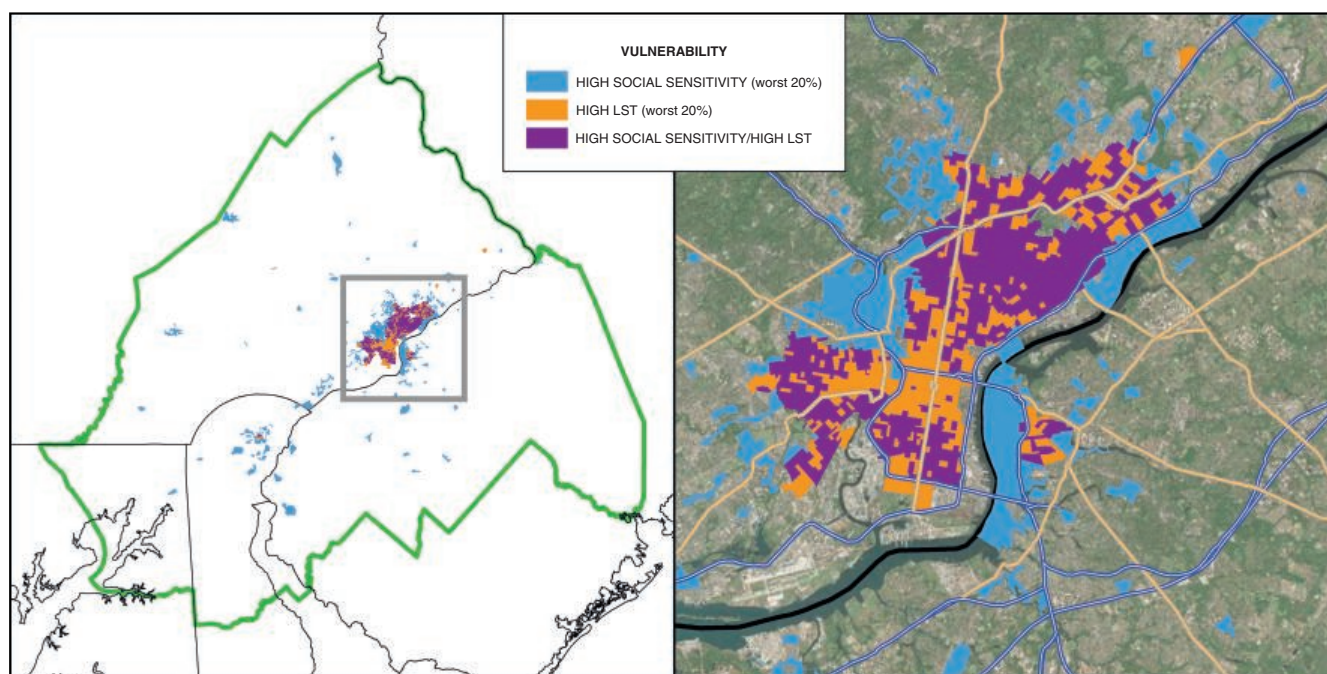 VULNERABILITY
HIGH SOCIAL SENSITIVITY (worst 20%)
HIGH LST (worst 20%)
HIGH SOCIAL SENSITIVITY/HIGH LST